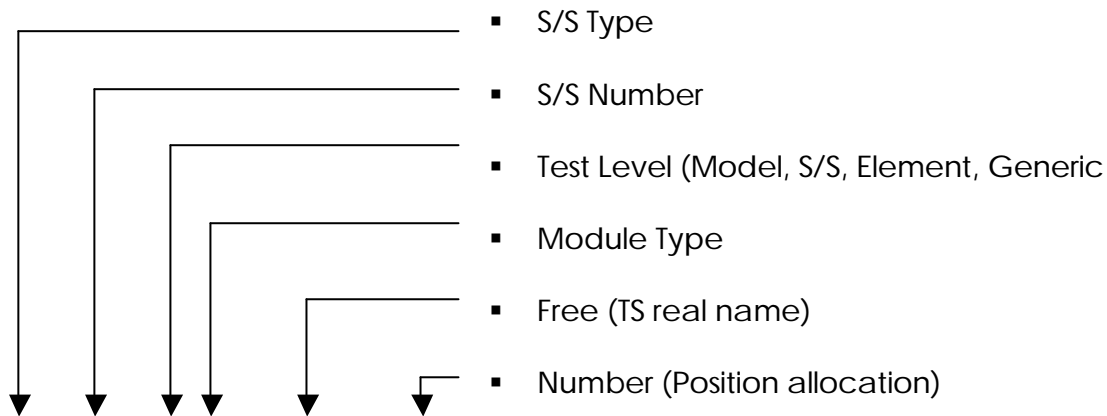 ▪ S/S Type
▪ S/S Number
▪ Test Level (Model, S/S, Element, Generic
▪ Module Type
▪ Free (TS real name)
▪ Number (Position allocation)